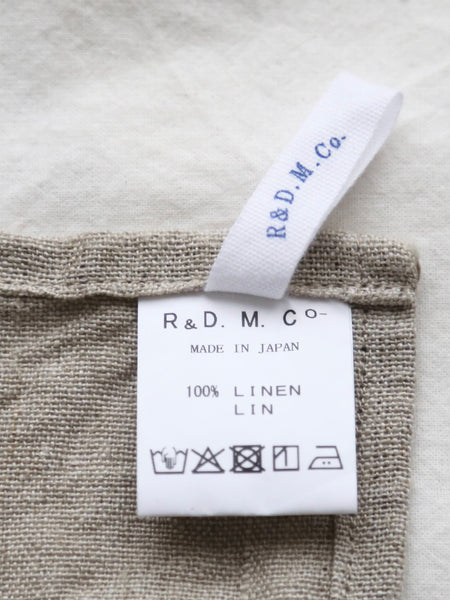 R&D.M.Co.
R & D. M. Co-
MADE IN JAPAN
100% LINEN
LIN